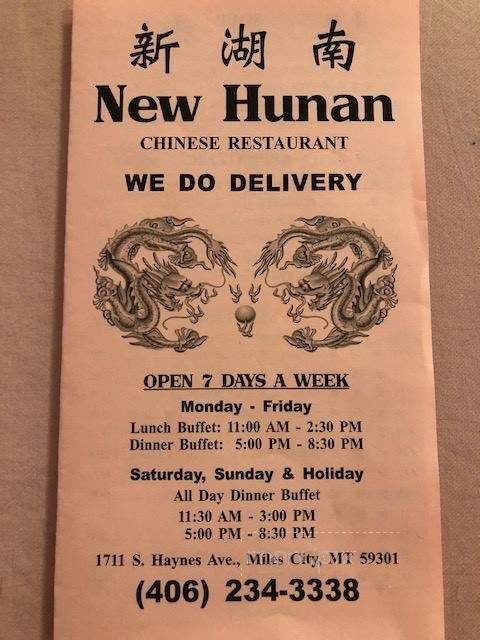 新 湖 南
New Hunan
CHINESE RESTAURANT
WE DO DELIVERY
OPEN 7 DAYS A WEEK
Monday - Friday
Lunch Buffet: 11:00 AM - 2:30 PM
Dinner Buffet: 5:00 PM - 8:30 PM
Saturday, Sunday & Holiday
All Day Dinner Buffet
11:30 AM - 3:00 PM
5:00 PM - 8:30 PM
1711 S. Haynes Ave., Miles City, MT 59301
(406) 234-3338